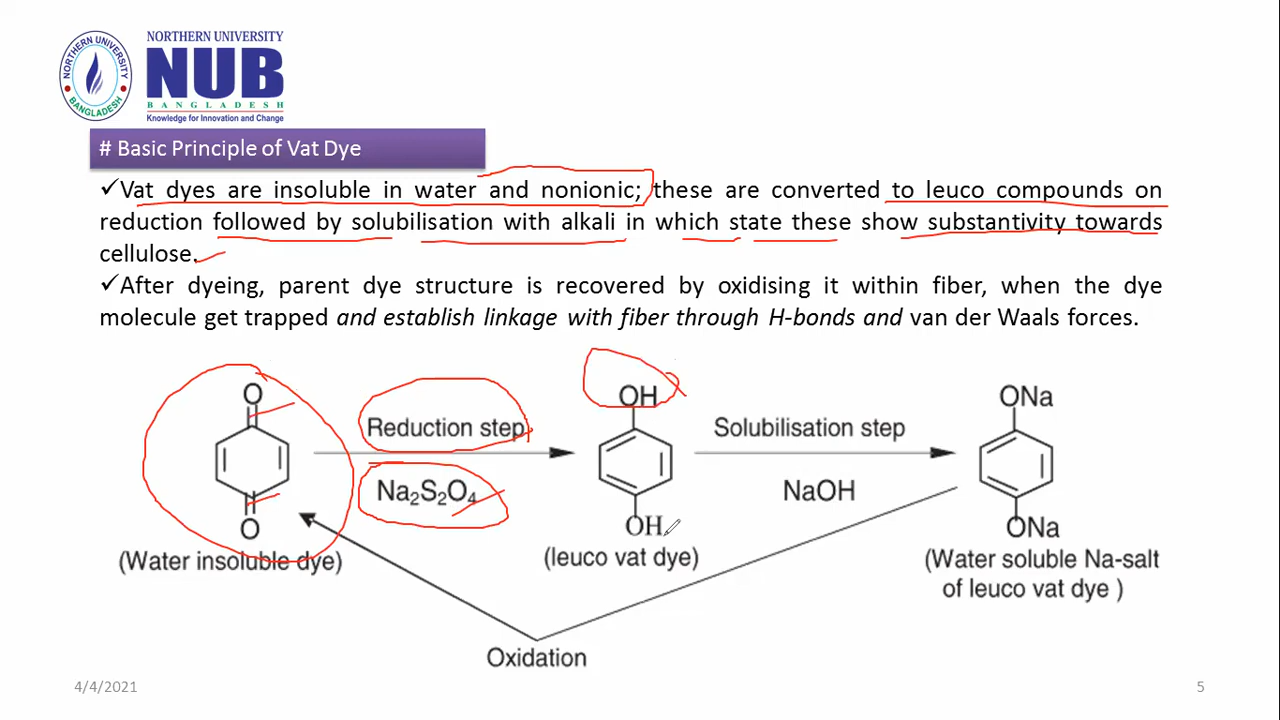 NORTHERN UNIVERSITY
NUB
BANGLADESH
Knowledge for Innovation and Change
NORTHERN UNIVERSITY
BANGLADESH
# Basic Principle of Vat Dye
✓Vat dyes are insoluble in water and nonionic; these are converted to leuco compounds on
reduction followed by solubilisation with alkali in which state these show substantivity towards
cellulose.
✓After dyeing, parent dye structure is recovered by oxidising it within fiber, when the dye
molecule get trapped and establish linkage with fiber through H-bonds and van der Waals forces.
O
OH
ONa
Reduction step
Solubilisation step
Na₂S₂O₄
NaOH
O
OH
ONa
(Water insoluble dye)
(leuco vat dye)
(Water soluble Na-salt
of leuco vat dye )
Oxidation
4/4/2021
5